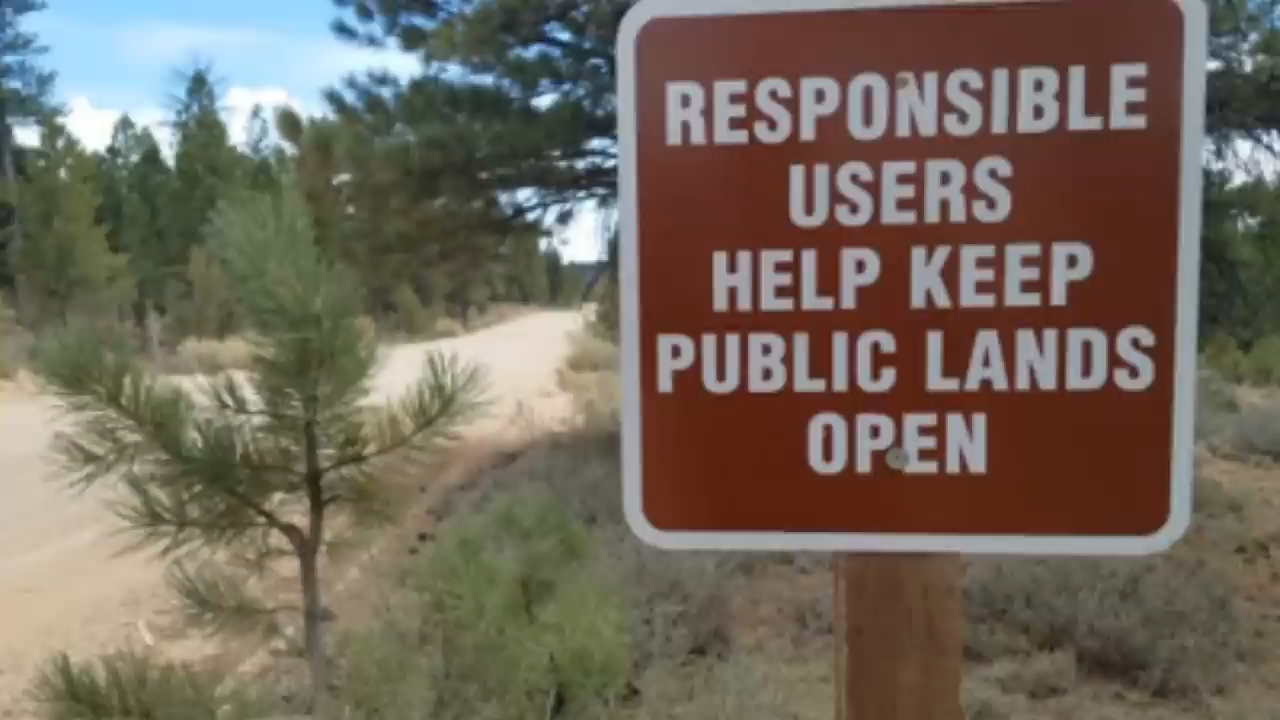 RESPONSIBLE
USERS
HELP KEEP
PUBLIC LANDS
OPEN